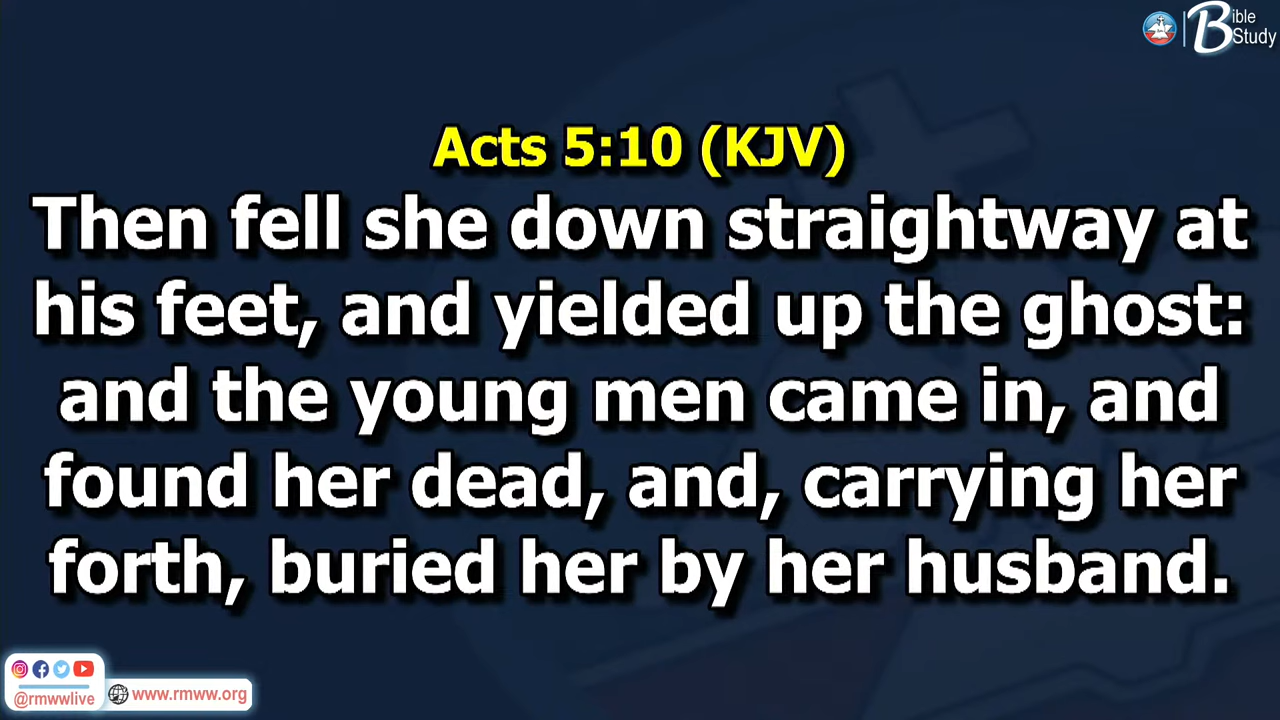 Bible
Study
Acts 5:10 (KJV)
Then fell she down straightway at
his feet, and yielded up the ghost:
and the young men came in, and
found her dead, and, carrying her
forth, buried her by her husband.
@rmwwlive
www.rmww.org